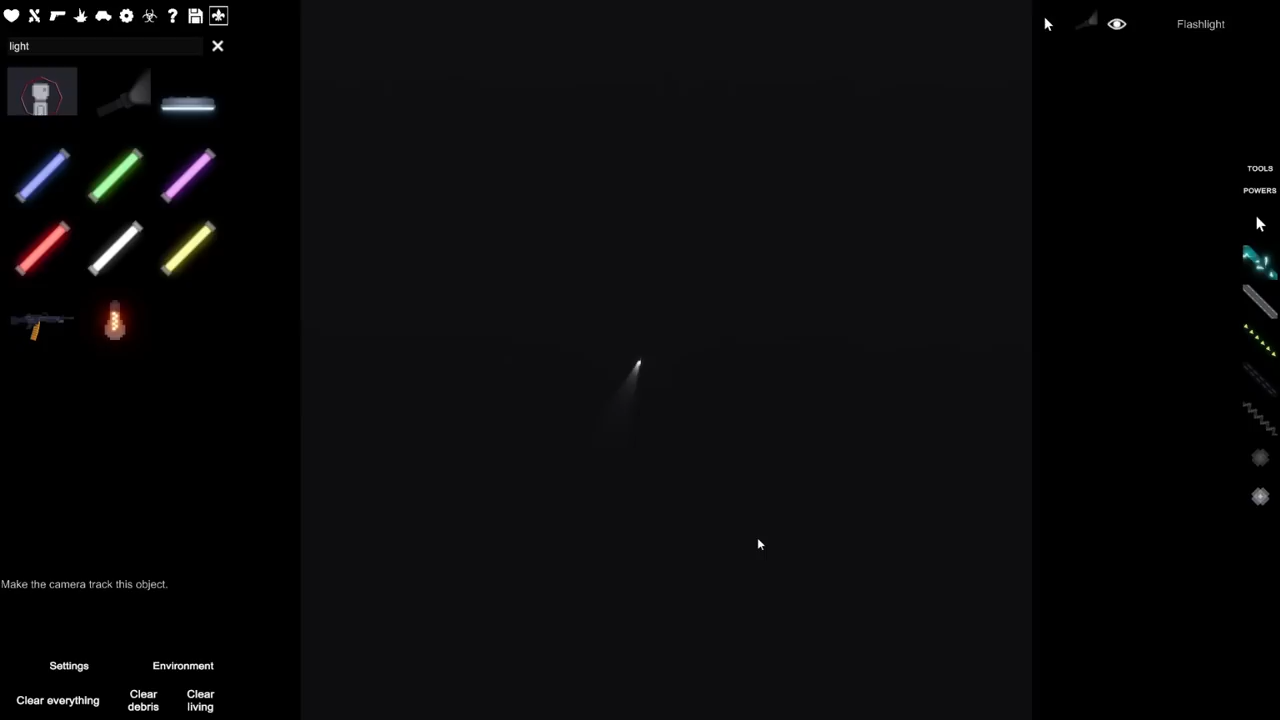 light
Flashlight
TOOLS
POWERS
Make the camera track this object.
Settings
Environment
Clear everything
Clear
debris
Clear
living